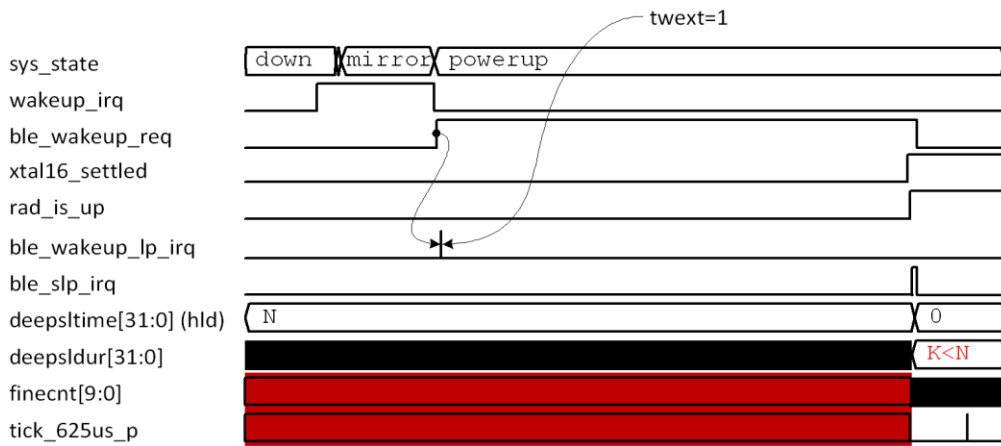 twext=1
sys_state down mirror powerup
wakeup_irq
ble_wakeup_req
xtal16_settled
rad_is_up
ble_wakeup_lp_irq
ble_slp_irq
deepsltime[31:0] (hld) N 0
deepsldur[31:0] K<N
finecnt[9:0]
tick_625us_p